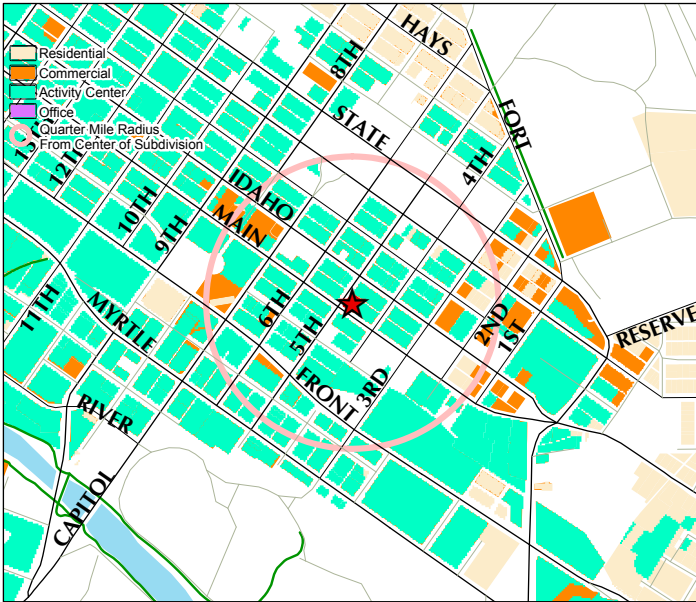 HAYS
8TH
Residential
Commercial
Activity Center
Office
Quarter Mile Radius
From Center of Subdivision
FORT
STATE
13TH
12TH
4TH
IDAHO
10TH
MAIN
9TH
6TH
11TH
MYRTLE
5TH
2ND
1ST
RESERVE
FRONT
3RD
RIVER
CAPITOL